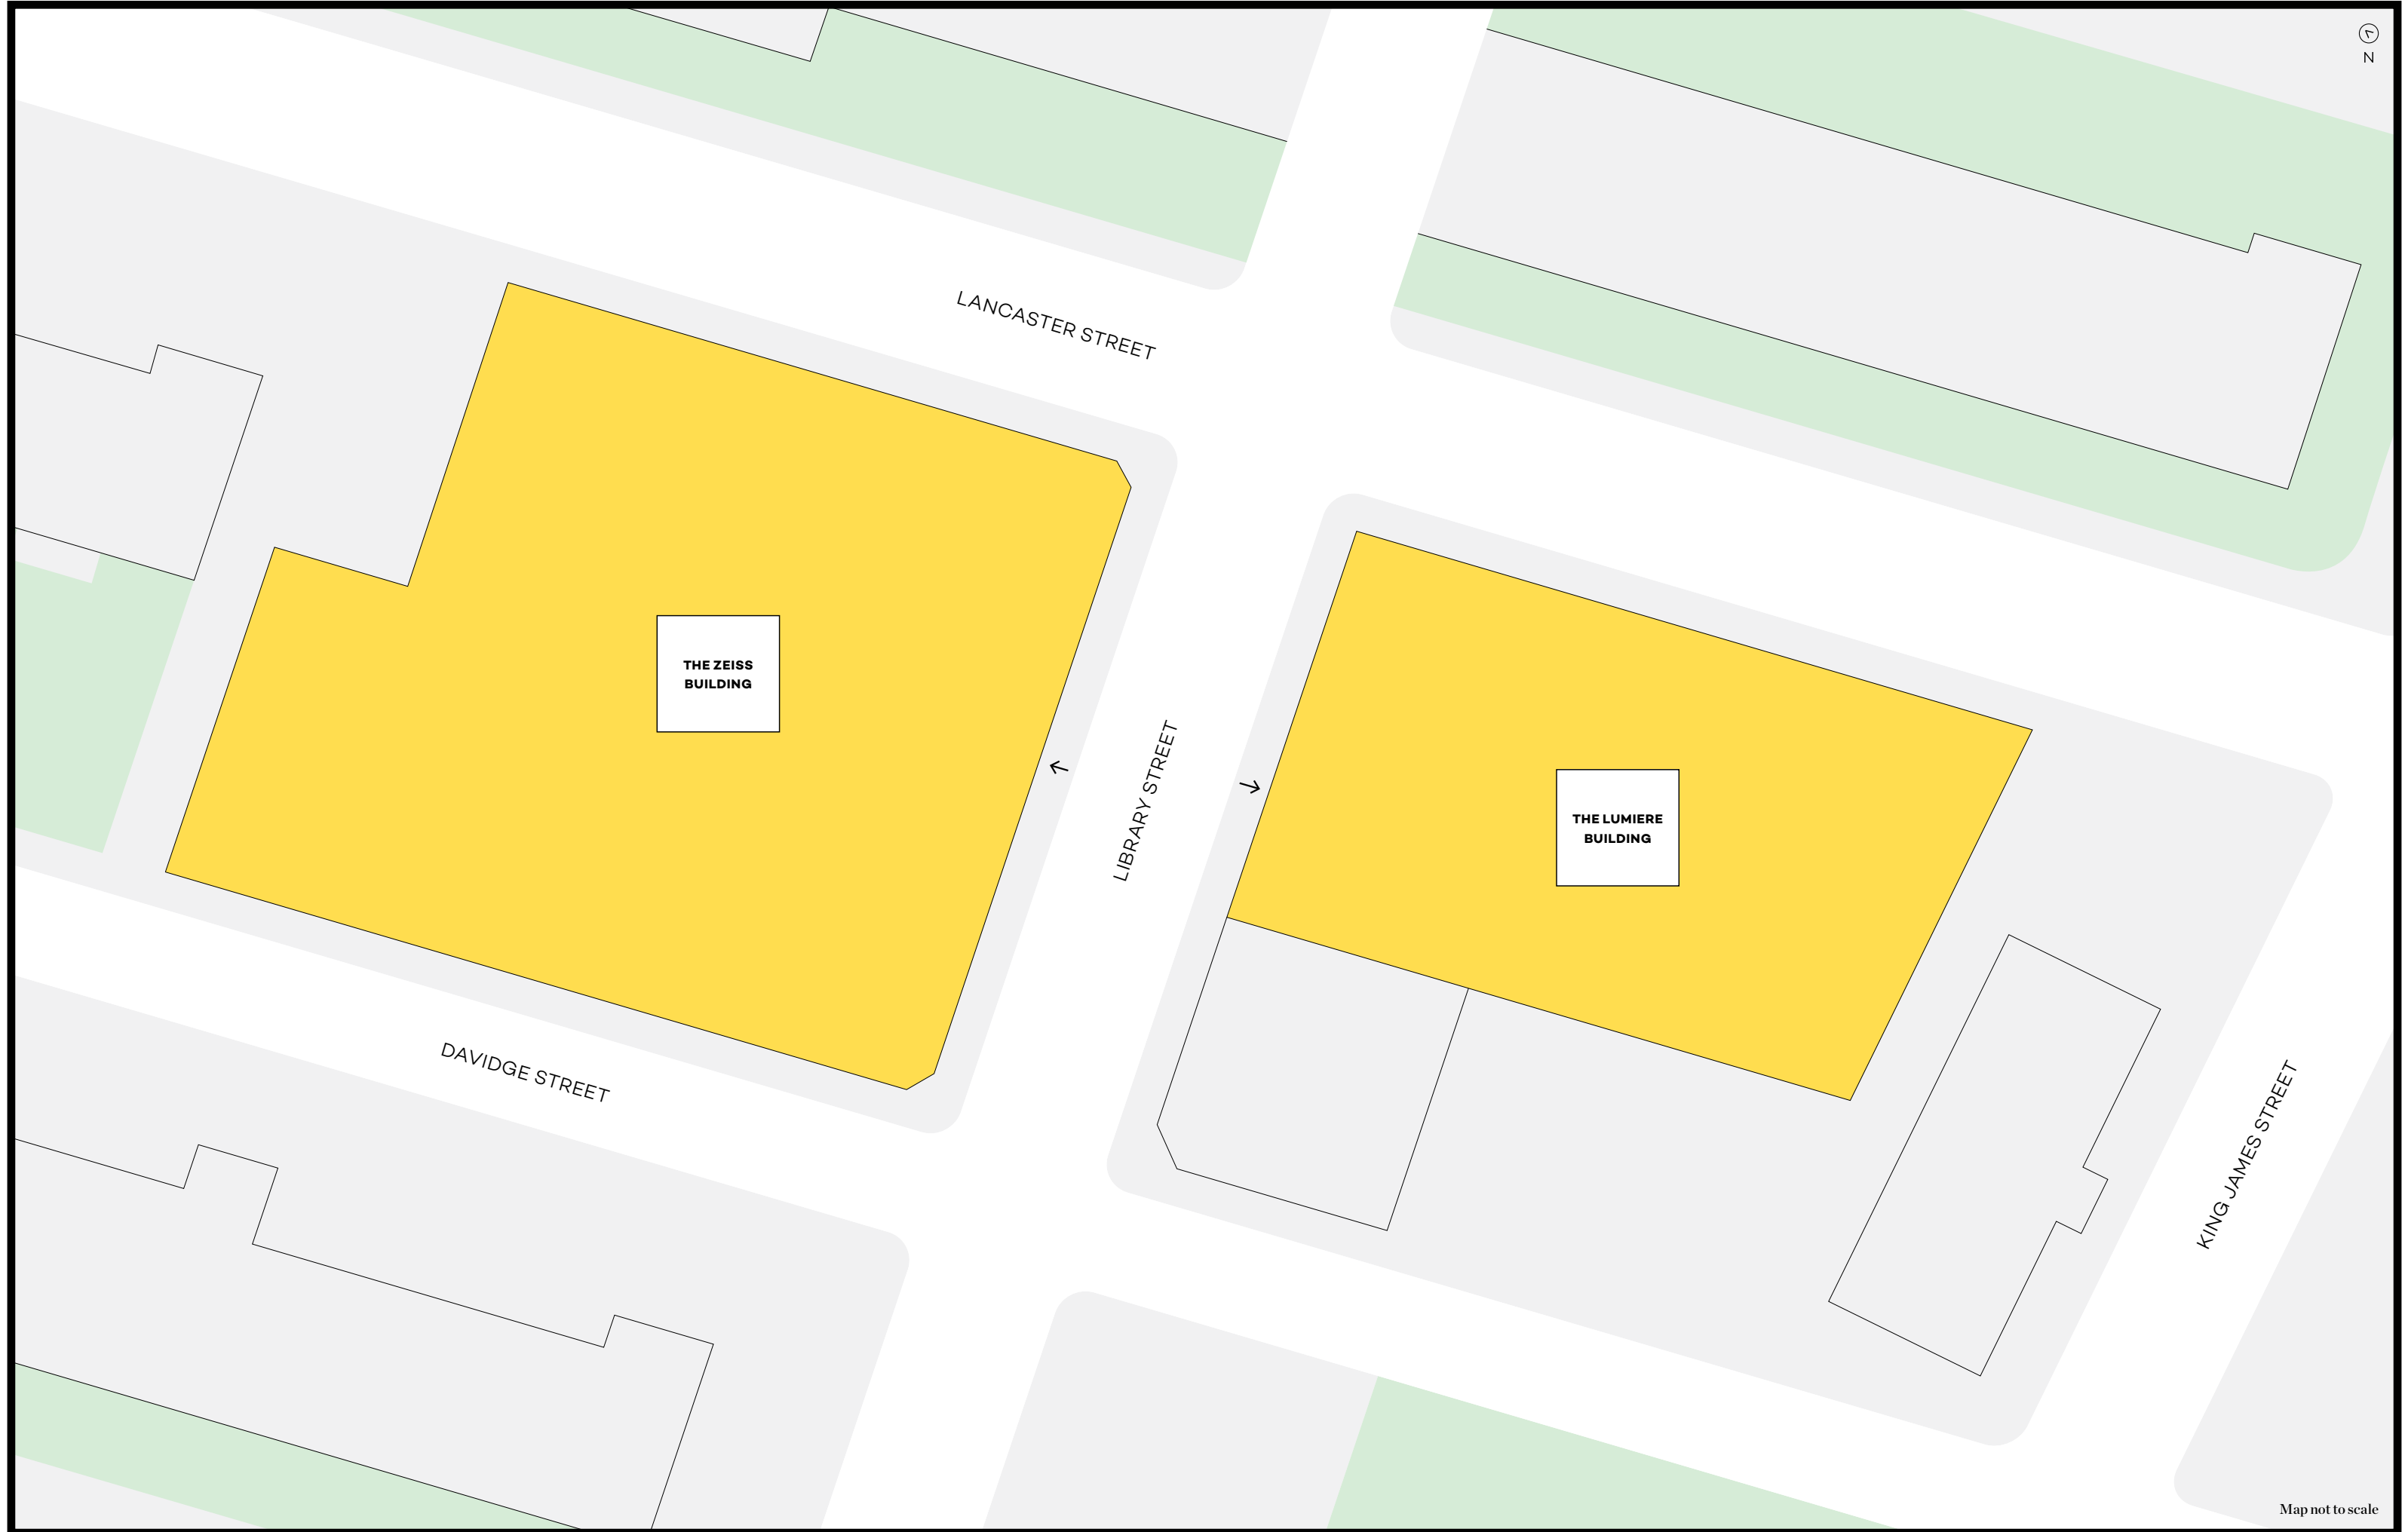 N
LANCASTER STREET
THE ZEISS
BUILDING
LIBRARY STREET
THE LUMIERE
BUILDING
DAVIDGE STREET
KING JAMES STREET
Map not to scale